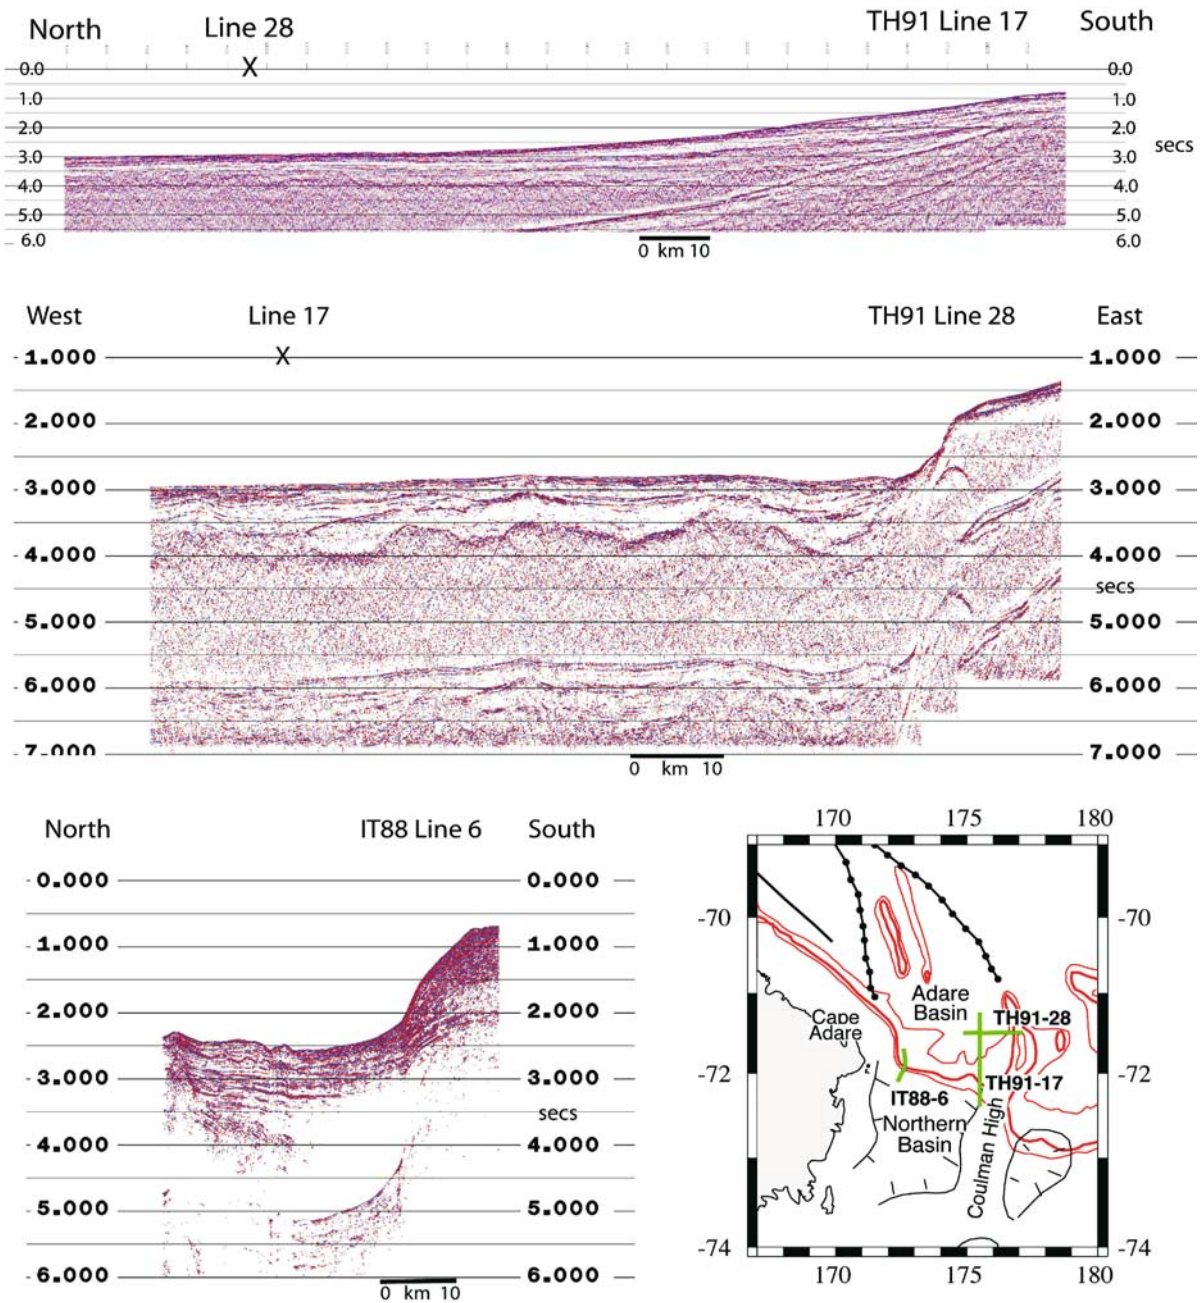 North Line 28 TH91 Line 17 South
X
0.0 0.0
1.0 1.0
2.0 2.0
3.0 3.0 secs
4.0 4.0
5.0 5.0
6.0 6.0
0 km 10
West Line 17 TH91 Line 28 East
1.000 X 1.000
2.000 2.000
3.000 3.000
4.000 4.000
secs
5.000 5.000
6.000 6.000
7.000 7.000
0 km 10
North IT88 Line 6 South
0.000 0.000
1.000 1.000
2.000 2.000
3.000 3.000
secs
4.000 4.000
5.000 5.000
6.000 6.000
0 km 10
170 175 180
-70 -70
Adare
Basin
TH91-28
Cape
Adare
-72 -72
TH91-17
IT88-6
Northern
Basin
Coulman High
-74 -74
170 175 180